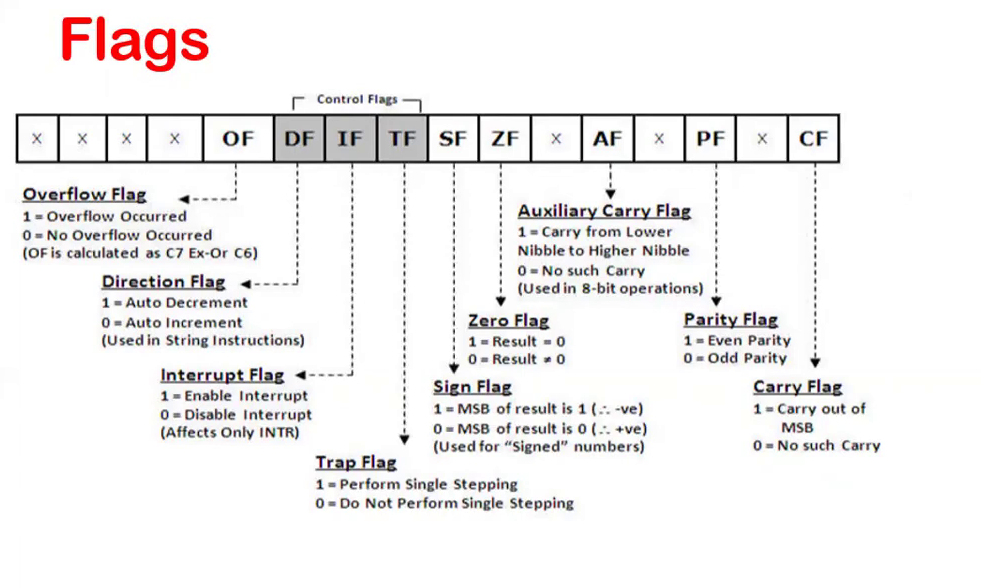 Flags
Control Flags
x x x x OF DF IF TF SF ZF x AF x PF x CF
Overflow Flag
1 = Overflow Occurred
0 = No Overflow Occurred
(OF is calculated as C7 Ex-Or C6)
Direction Flag
1 = Auto Decrement
0 = Auto Increment
(Used in String Instructions)
Interrupt Flag
1 = Enable Interrupt
0 = Disable Interrupt
(Affects Only INTR)
Trap Flag
1 = Perform Single Stepping
0 = Do Not Perform Single Stepping
Sign Flag
1 = MSB of result is 1 (∴ -ve)
0 = MSB of result is 0 (∴ +ve)
(Used for “Signed” numbers)
Zero Flag
1 = Result = 0
0 = Result ≠ 0
Auxiliary Carry Flag
1 = Carry from Lower
Nibble to Higher Nibble
0 = No such Carry
(Used in 8-bit operations)
Parity Flag
1 = Even Parity
0 = Odd Parity
Carry Flag
1 = Carry out of
MSB
0 = No such Carry